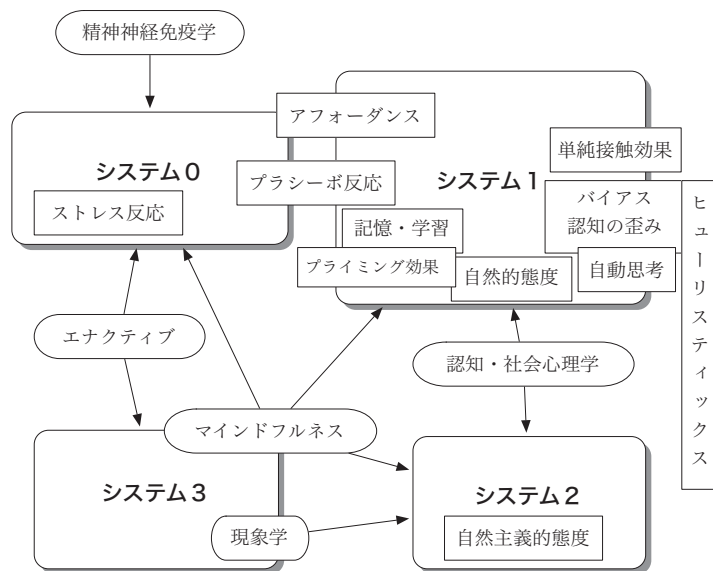 精神神経免疫学
アフォーダンス
システム0
プラシーボ反応
ストレス反応
システム1
単純接触効果
バイアス
認知の歪み
ヒューリスティックス
記憶・学習
プライミング効果
自然的態度
自動思考
エナクティブ
認知・社会心理学
マインドフルネス
システム3
現象学
システム2
自然主義的態度